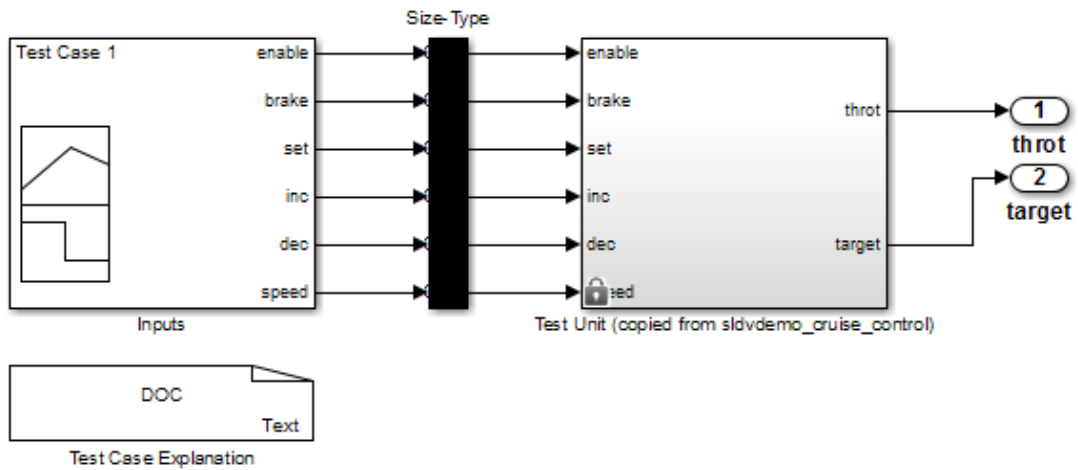 Size-Type
Test Case 1
enable
brake
set
inc
dec
speed
enable
brake
set
inc
dec
eed
throt
target
1
throt
2
target
Inputs
Test Unit (copied from sldvdemo_cruise_control)
DOC
Text
Test Case Explanation